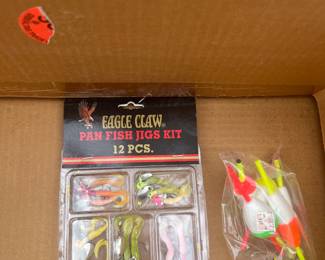 EAGLE CLAW
PAN FISH JIGS KIT
12 PCS.